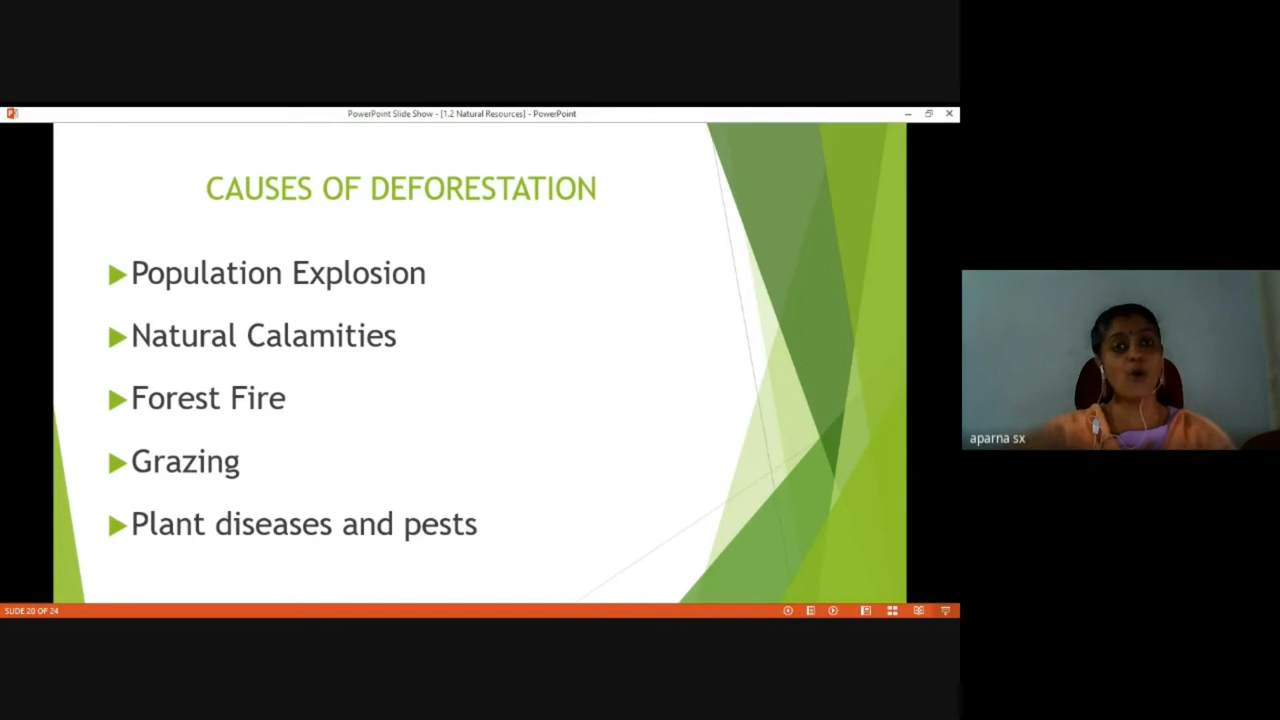 PowerPoint Slide Show - [1.2 Natural Resources] - PowerPoint
CAUSES OF DEFORESTATION
Population Explosion
Natural Calamities
Forest Fire
Grazing
Plant diseases and pests
aparna sx
SLIDE 20 OF 24